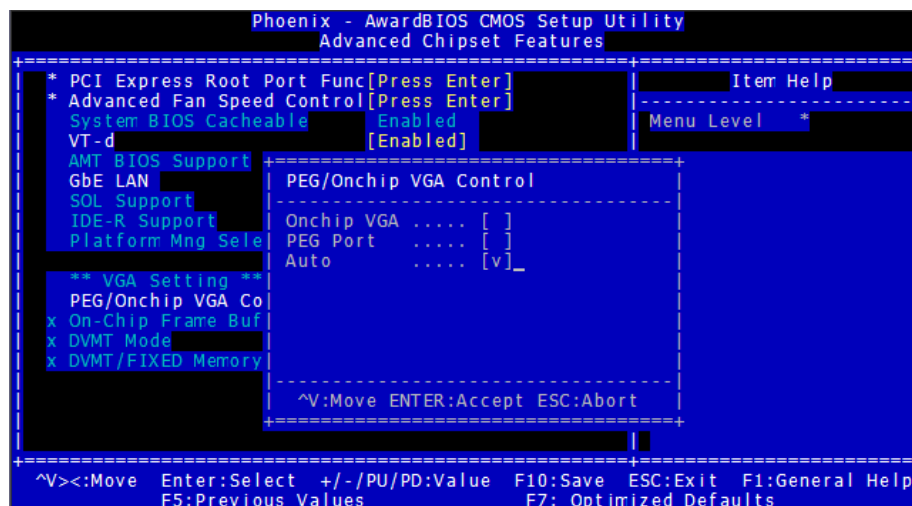 Phoenix - AwardBIOS CMOS Setup Utility
Advanced Chipset Features
* PCI Express Root Port Func[Press Enter]
Item Help
* Advanced Fan Speed Control[Press Enter]
System BIOS Cacheable Enabled
Menu Level *
VT-d [Enabled]
AMT BIOS Support
GbE LAN
SOL Support
IDE-R Support
Platform Mng Sele
** VGA Setting **
PEG/Onchip VGA Co
x On-Chip Frame Buf
x DVMT Mode
x DVMT/FIXED Memory
PEG/Onchip VGA Control
Onchip VGA ..... [ ]
PEG Port ..... [ ]
Auto ..... [v]_
^V:Move ENTER:Accept ESC:Abort
^V><:Move Enter:Select +/-/PU/PD:Value F10:Save ESC:Exit F1:General Help
F5:Previous Values F7: Optimized Defaults